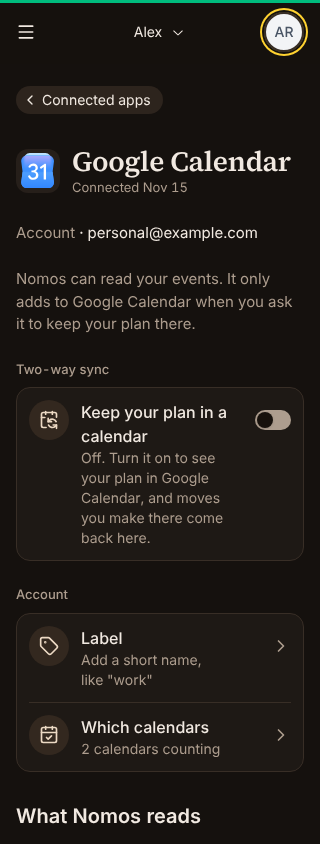 Alex
AR
Connected apps
31
Google Calendar
Connected Nov 15
Account · personal@example.com
Nomos can read your events. It only
adds to Google Calendar when you ask
it to keep your plan there.
Two-way sync
Keep your plan in a
calendar
Off. Turn it on to see
your plan in Google
Calendar, and moves
you make there come
back here.
Account
Label
Add a short name,
like "work"
Which calendars
2 calendars counting
What Nomos reads